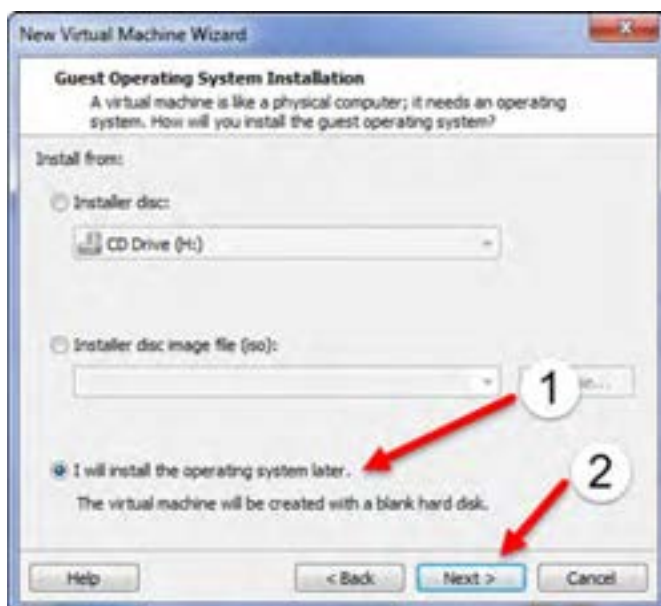 New Virtual Machine Wizard
Guest Operating System Installation
A virtual machine is like a physical computer; it needs an operating
system. How will you install the guest operating system?
Install from:
Installer disc:
CD Drive (H:)
Installer disc image file (iso):
1
I will install the operating system later.
2
The virtual machine will be created with a blank hard disk.
Help
< Back
Next >
Cancel